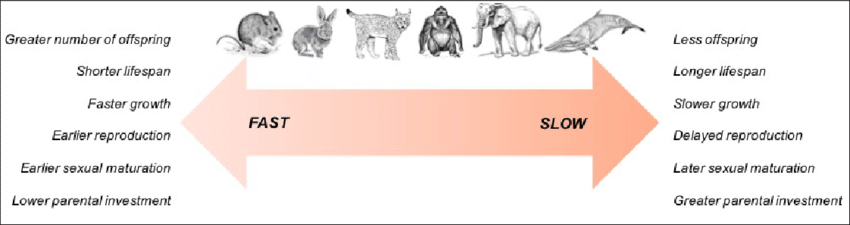 Greater number of offspring
Shorter lifespan
Faster growth
Earlier reproduction
Earlier sexual maturation
Lower parental investment
FAST
SLOW
Less offspring
Longer lifespan
Slower growth
Delayed reproduction
Later sexual maturation
Greater parental investment